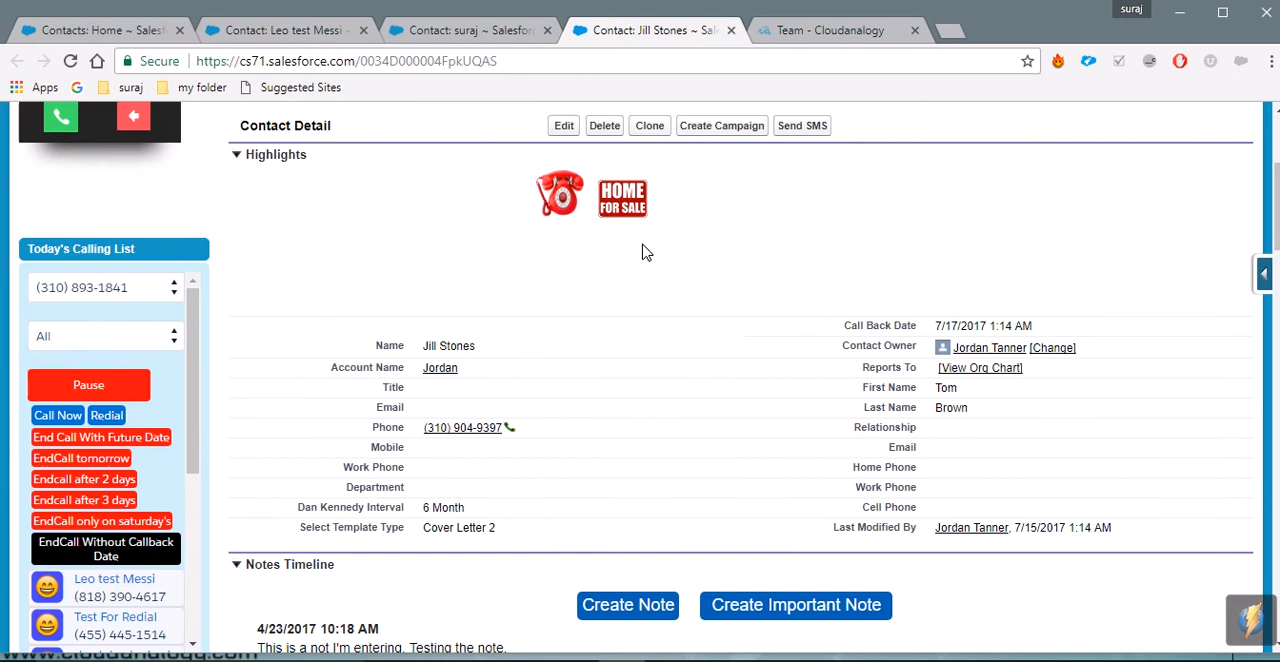 suraj
Contacts: Home ~ Salesf
Contact: Leo test Messi ~
Contact: suraj ~ Salesfor
Contact: Jill Stones ~ Sal
Team - Cloudanalogy
Secure
https://cs71.salesforce.com/0034D000004FpkUQAS
Apps
suraj
my folder
Suggested Sites
Contact Detail
Edit
Delete
Clone
Create Campaign
Send SMS
Highlights
HOME
FOR SALE
Today's Calling List
(310) 893-1841
All
Pause
Call Now
Redial
End Call With Future Date
EndCall tomorrow
Endcall after 2 days
Endcall after 3 days
EndCall only on saturday's
EndCall Without Callback
Date
Leo test Messi
(818) 390-4617
Test For Redial
(455) 445-1514
Call Back Date 7/17/2017 1:14 AM
Name Jill Stones
Contact Owner Jordan Tanner [Change]
Account Name Jordan
Reports To [View Org Chart]
Title
First Name Tom
Email
Last Name Brown
Phone (310) 904-9397
Relationship
Mobile
Email
Work Phone
Home Phone
Department
Work Phone
Dan Kennedy Interval 6 Month
Cell Phone
Select Template Type Cover Letter 2
Last Modified By Jordan Tanner, 7/15/2017 1:14 AM
Notes Timeline
Create Note
Create Important Note
4/23/2017 10:18 AM
This is a not I'm entering. Testing the note.